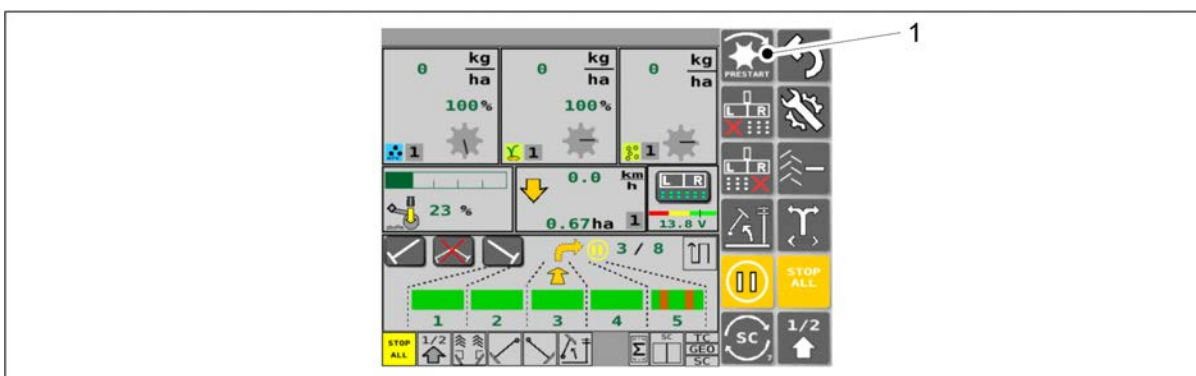 1
0 kg/ha 0 kg/ha 0 kg/ha
100% 100%
1 1 1
PRESTART
L R
L R
0.0 km/h
L R
23 %
0.67ha 1 13.8 V
3 / 8
STOP ALL
1 2 3 4 5
STOP ALL 1/2 Σ SC TC
GEO
SC
SC 7 1/2